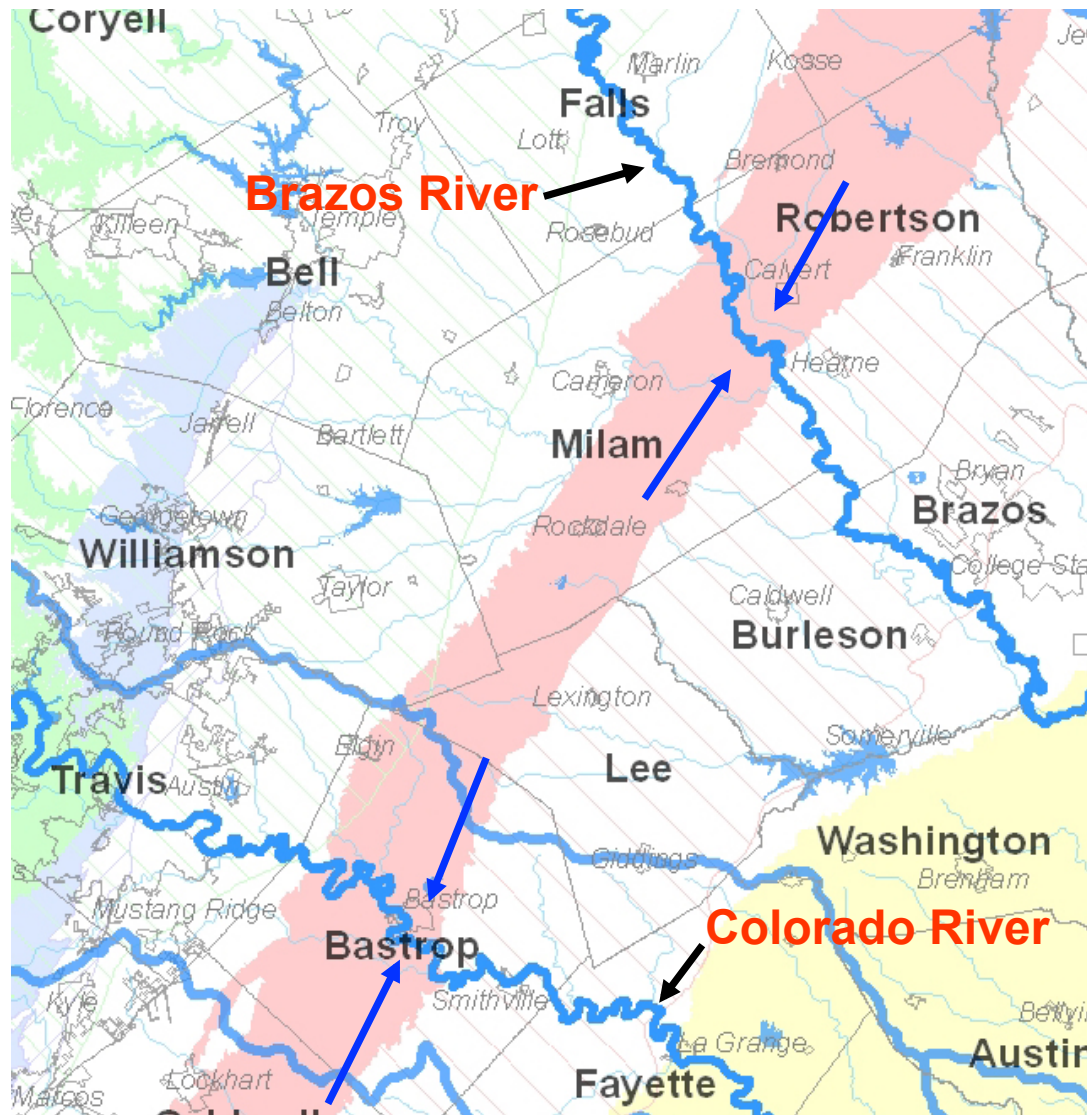 Coryell
Marlin
Kosse
Falls
Troy
Lott
Bremond
Brazos River
Killeen
Temple
Robertson
Rosebud
Franklin
Bell
Calvert
Belton
Hearne
Cameron
Florence
Jarrell
Bartlett
Milam
Bryan
Georgetown
Rockdale
Brazos
Williamson
College Sta
Taylor
Caldwell
Round Rock
Burleson
Lexington
Somerville
Elgin
Lee
Travis
Austin
Washington
Giddings
Brenham
Bastrop
Mustang Ridge
Colorado River
Bastrop
Smithville
Kyle
La Grange
Austin
Lockhart
Fayette
Marcos